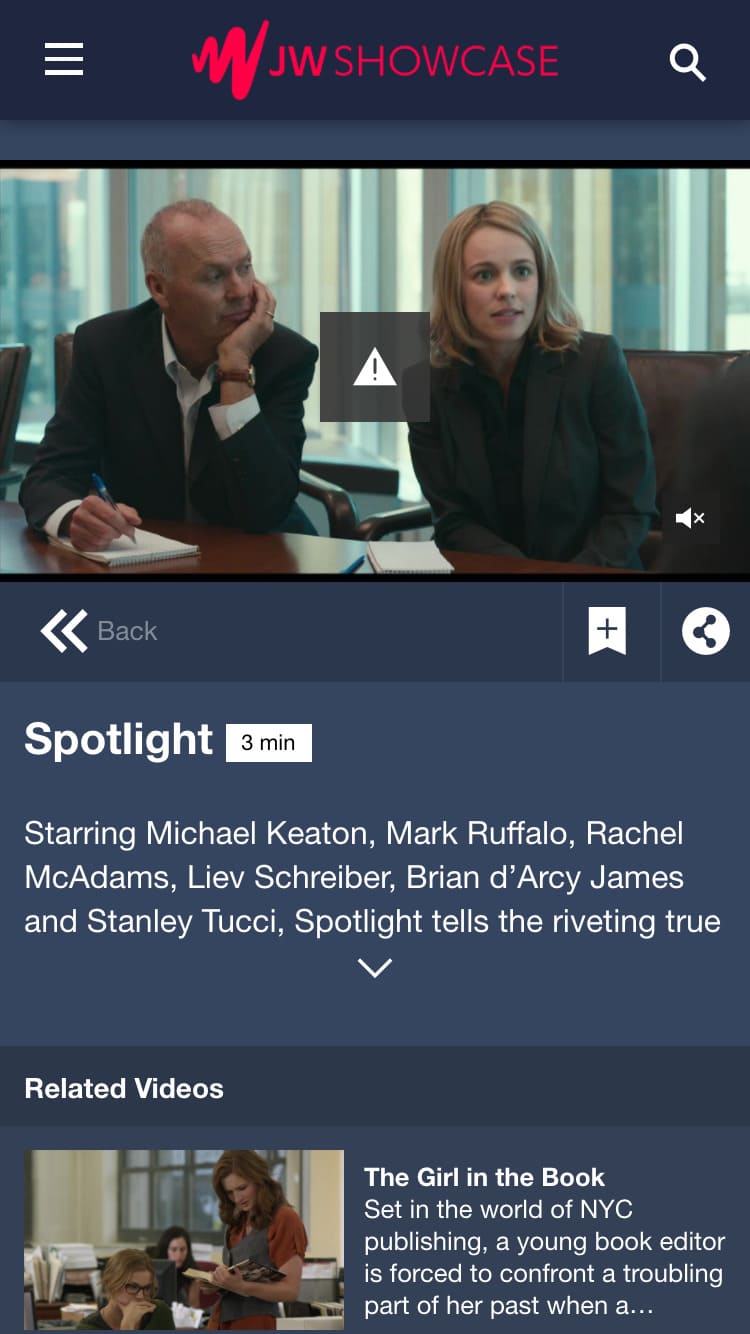 JW SHOWCASE
Back
Spotlight 3 min
Starring Michael Keaton, Mark Ruffalo, Rachel
McAdams, Liev Schreiber, Brian d’Arcy James
and Stanley Tucci, Spotlight tells the riveting true
Related Videos
The Girl in the Book
Set in the world of NYC
publishing, a young book editor
is forced to confront a troubling
part of her past when a…